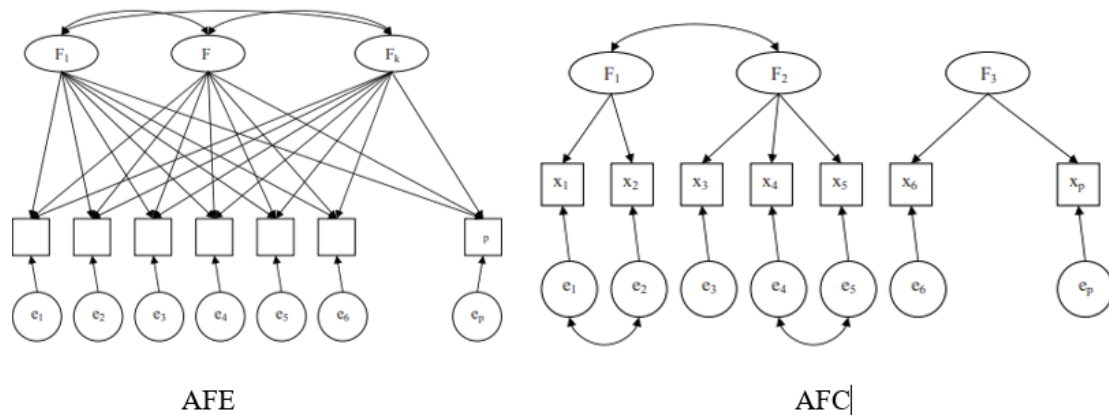 F₁ F Fₖ
p
e₁ e₂ e₃ e₄ e₅ e₆ eₚ
AFE
F₁ F₂ F₃
x₁ x₂ x₃ x₄ x₅ x₆ xₚ
e₁ e₂ e₃ e₄ e₅ e₆ eₚ
AFC